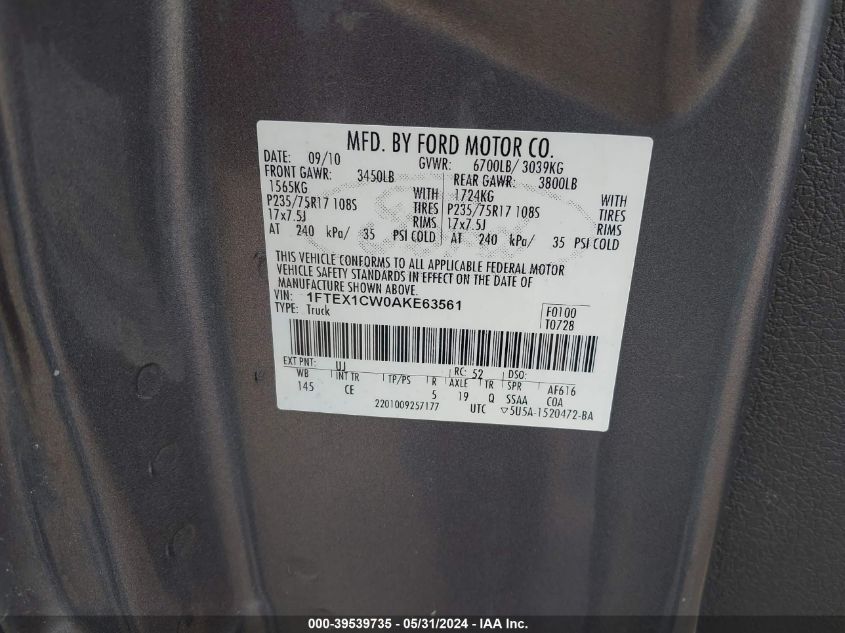 MFD. BY FORD MOTOR CO.
DATE: 09/10 GVWR: 6700LB/ 3039KG
FRONT GAWR: 3450LB REAR GAWR: 3800LB
1565KG WITH 1724KG WITH
P235/75R17 108S TIRES P235/75R17 108S TIRES
17x7.5J RIMS 17x7.5J RIMS
AT 240 kPa/ 35 PSI COLD AT 240 kPa/ 35 PSI COLD
THIS VEHICLE CONFORMS TO ALL APPLICABLE FEDERAL MOTOR
VEHICLE SAFETY STANDARDS IN EFFECT ON THE DATE OF
MANUFACTURE SHOWN ABOVE.
VIN: 1FTEX1CW0AKE63561 F0100
TYPE: Truck T0728
EXT PNT: UJ RC: 52 DSO:
WB INT TR TP/PS R AXLE TR SPR AF616
145 CE 5 19 Q SSAA COA
2201009257177 UTC ▽5U5A-1520472-BA
000-39539735 - 05/31/2024 - IAA Inc.